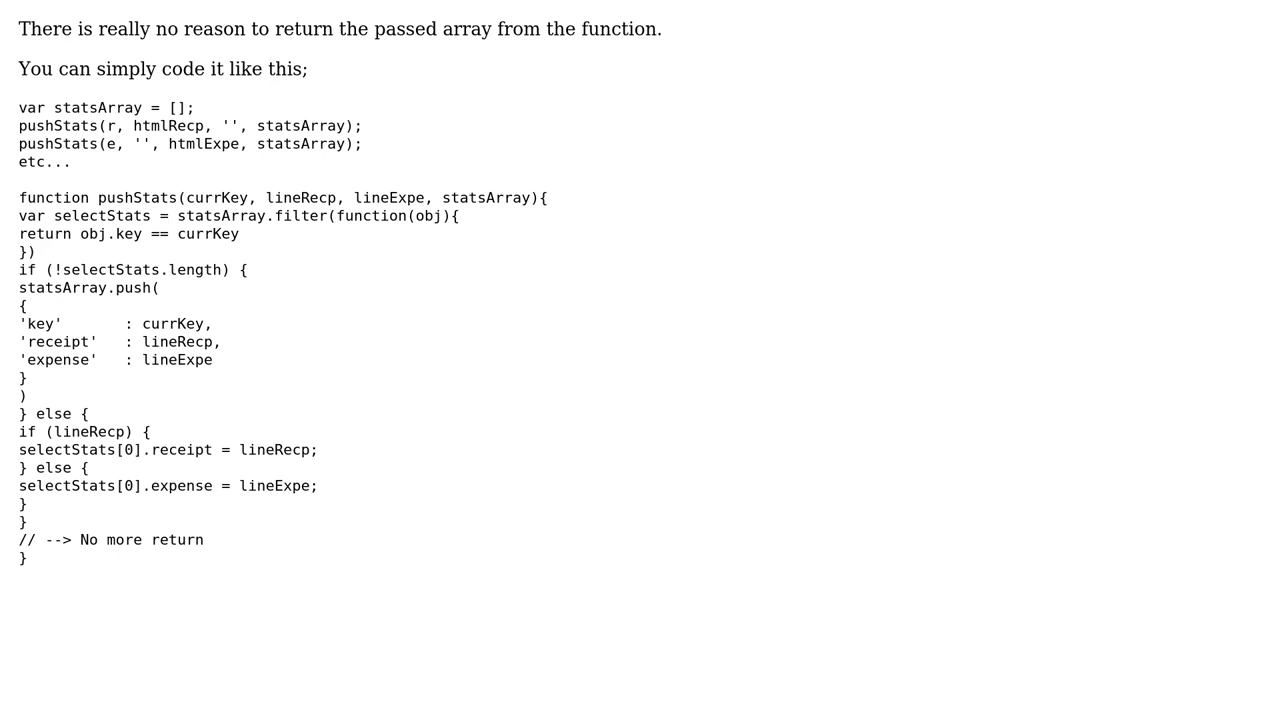 There is really no reason to return the passed array from the function.
You can simply code it like this;
var statsArray = [];
pushStats(r, htmlRecp, '', statsArray);
pushStats(e, '', htmlExpe, statsArray);
etc...
function pushStats(currKey, lineRecp, lineExpe, statsArray){
var selectStats = statsArray.filter(function(obj){
return obj.key == currKey
})
if (!selectStats.length) {
statsArray.push(
{
'key'       : currKey,
'receipt'   : lineRecp,
'expense'   : lineExpe
}
)
} else {
if (lineRecp) {
selectStats[0].receipt = lineRecp;
} else {
selectStats[0].expense = lineExpe;
}
}
// --> No more return
}